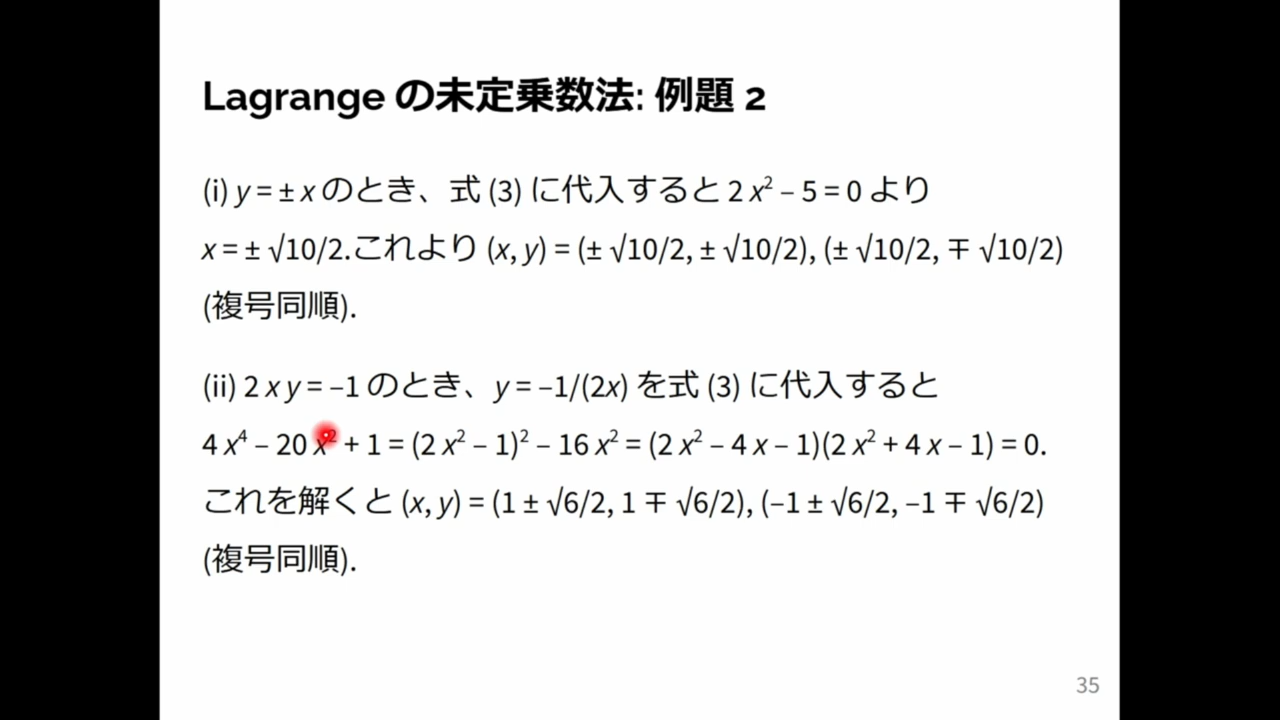 Lagrange の未定乗数法: 例題 2
(i) y = ± x のとき、式 (3) に代入すると 2 x² – 5 = 0 より
x = ± √10/2.これより (x, y) = (± √10/2, ± √10/2), (± √10/2, ∓ √10/2)
(複号同順).
(ii) 2 x y = –1 のとき、y = –1/(2x) を式 (3) に代入すると
4 x⁴ – 20 x² + 1 = (2 x² – 1)² – 16 x² = (2 x² – 4 x – 1)(2 x² + 4 x – 1) = 0.
これを解くと (x, y) = (1 ± √6/2, 1 ∓ √6/2), (–1 ± √6/2, –1 ∓ √6/2)
(複号同順).
35